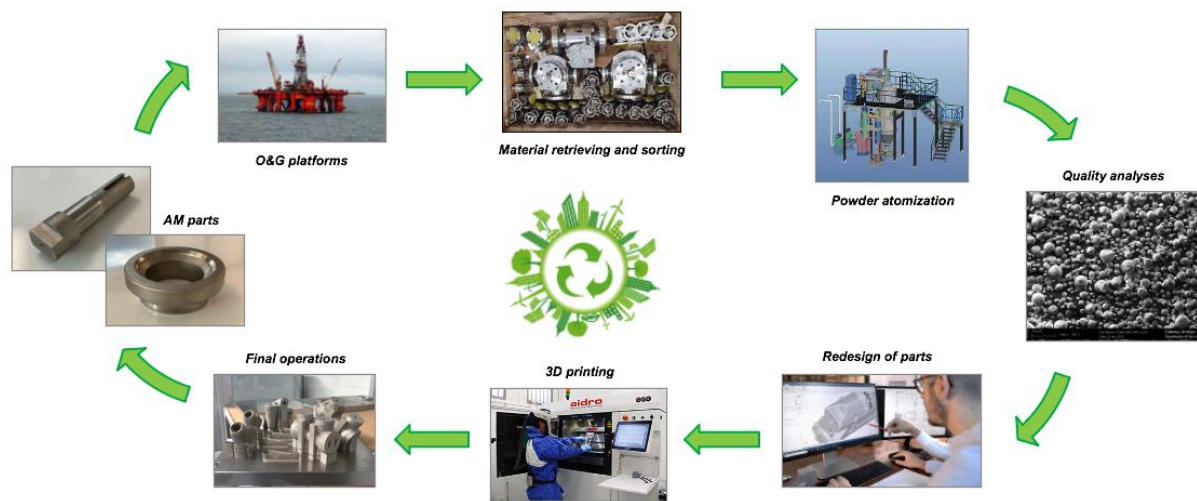 O&G platforms
Material retrieving and sorting
Powder atomization
Quality analyses
AM parts
Final operations
3D printing
Redesign of parts
aidro